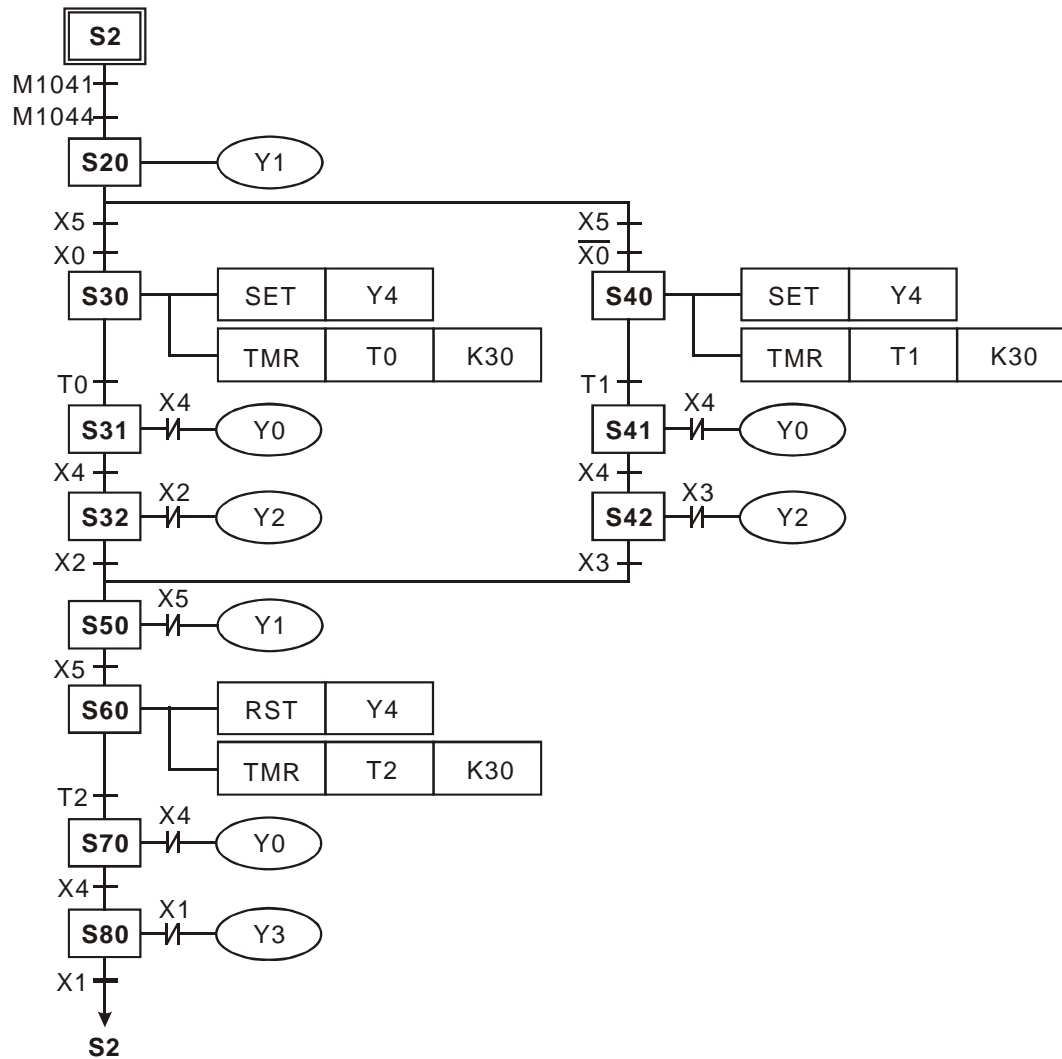 S2
M1041
M1044
S20 Y1
X5 X5
X0 X̅0̅
S30 SET Y4 S40 SET Y4
TMR T0 K30 TMR T1 K30
T0 X4 T1 X4
S31 Y0 S41 Y0
X4 X4
X2 X3
S32 Y2 S42 Y2
X2 X3
X5
S50 Y1
X5
S60 RST Y4
TMR T2 K30
T2 X4
S70 Y0
X4
X1
S80 Y3
X1
S2